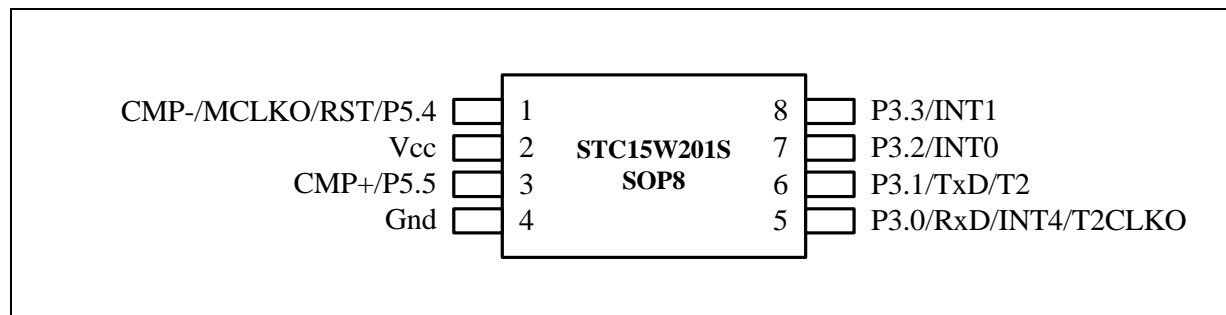 CMP-/MCLKO/RST/P5.4 1 8 P3.3/INT1
Vcc 2 STC15W201S 7 P3.2/INT0
CMP+/P5.5 3 SOP8 6 P3.1/TxD/T2
Gnd 4 5 P3.0/RxD/INT4/T2CLKO